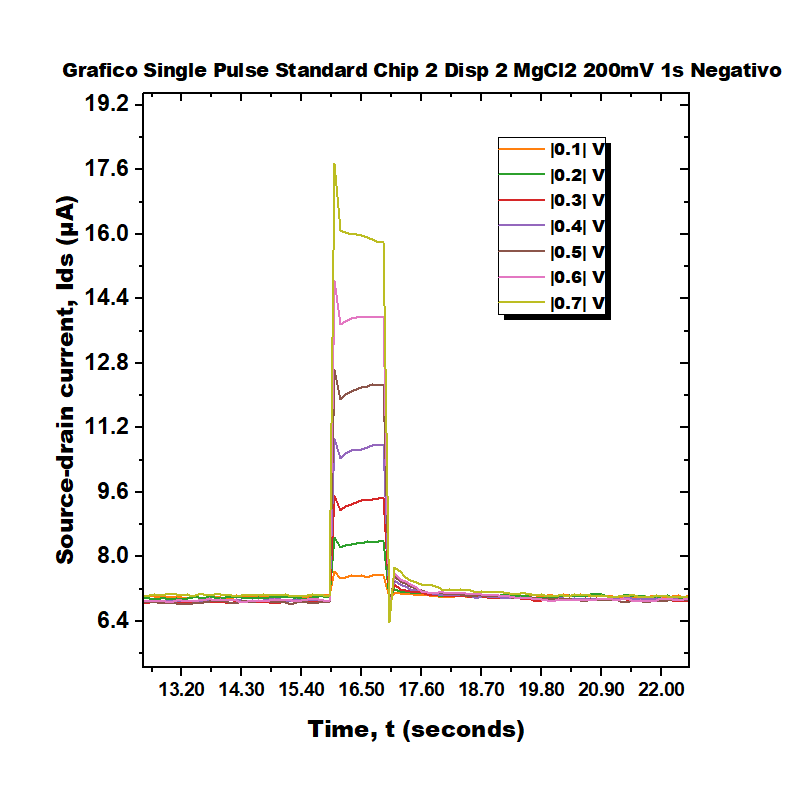 Grafico Single Pulse Standard Chip 2 Disp 2 MgCl2 200mV 1s Negativo
19.2
17.6
16.0
14.4
12.8
11.2
9.6
8.0
6.4
Source-drain current, Ids (µA)
|0.1| V
|0.2| V
|0.3| V
|0.4| V
|0.5| V
|0.6| V
|0.7| V
13.20 14.30 15.40 16.50 17.60 18.70 19.80 20.90 22.00
Time, t (seconds)